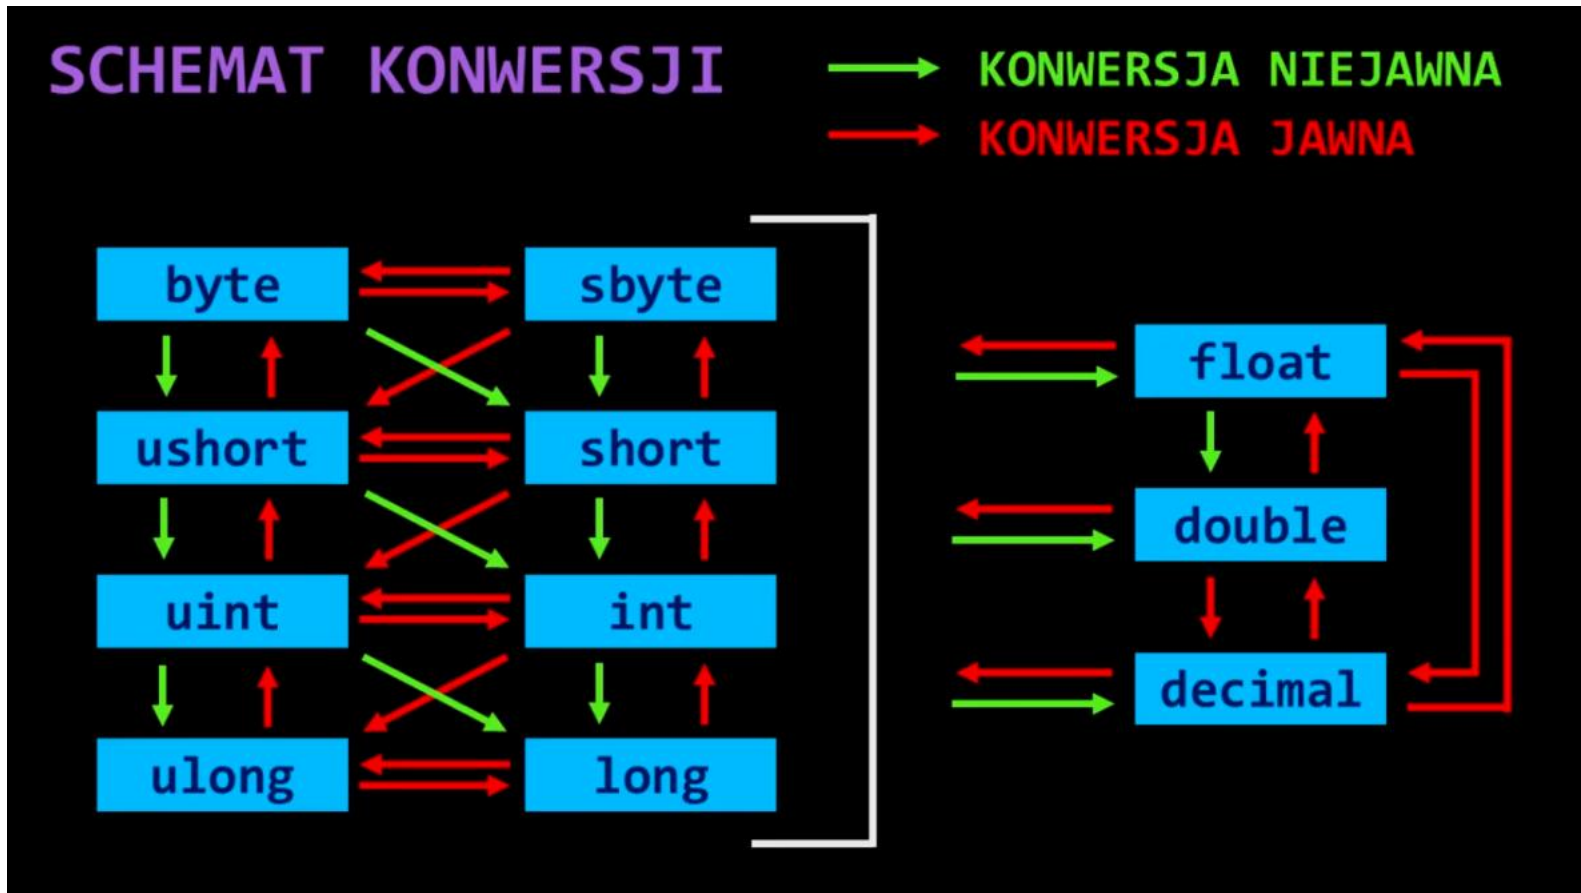 SCHEMAT KONWERSJI
KONWERSJA NIEJAWNA
KONWERSJA JAWNA
byte
sbyte
ushort
short
uint
int
ulong
long
float
double
decimal